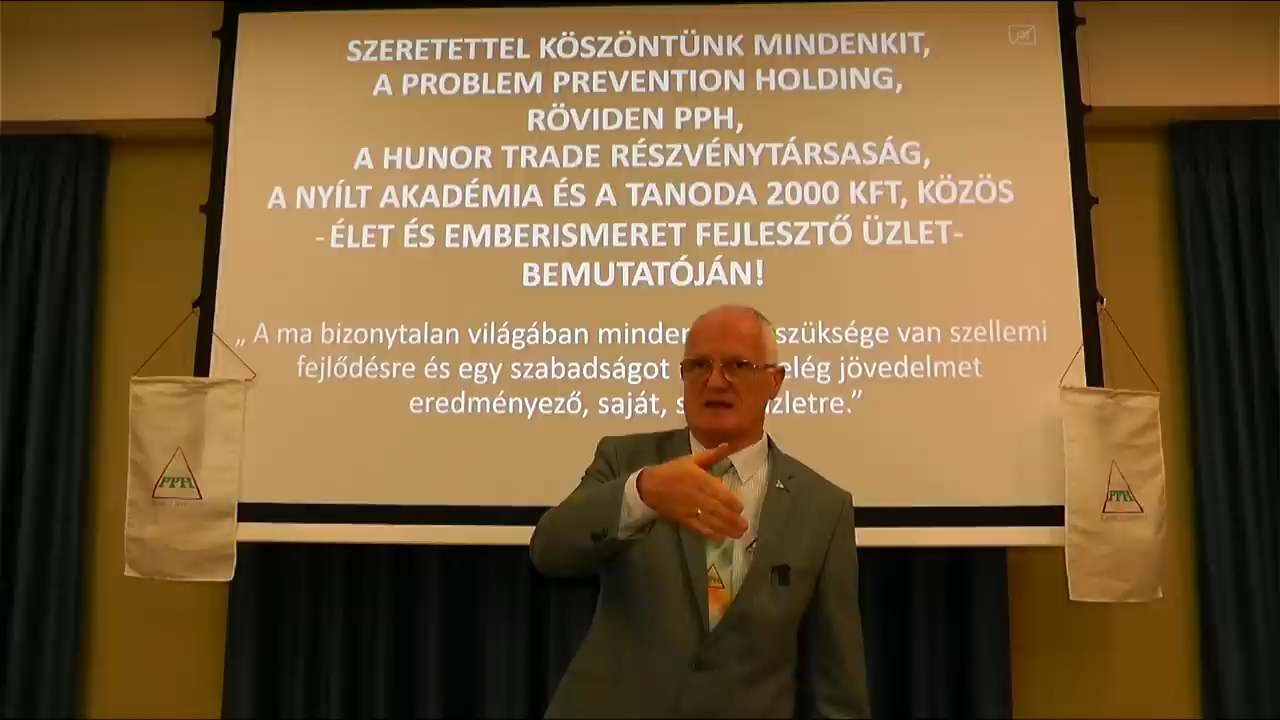 SZERETETTEL KÖSZÖNTÜNK MINDENKIT,
A PROBLEM PREVENTION HOLDING,
RÖVIDEN PPH,
A HUNOR TRADE RÉSZVÉNYTÁRSASÁG,
A NYÍLT AKADÉMIA ÉS A TANODA 2000 KFT, KÖZÖS
-ÉLET ÉS EMBERISMERET FEJLESZTŐ ÜZLET-
BEMUTATÓJÁN!
„ A ma bizonytalan világában szüksége van szellemi
fejlődésre és egy szabadságot elég jövedelmet
eredményező, saját,
PPH
PPH
PPH